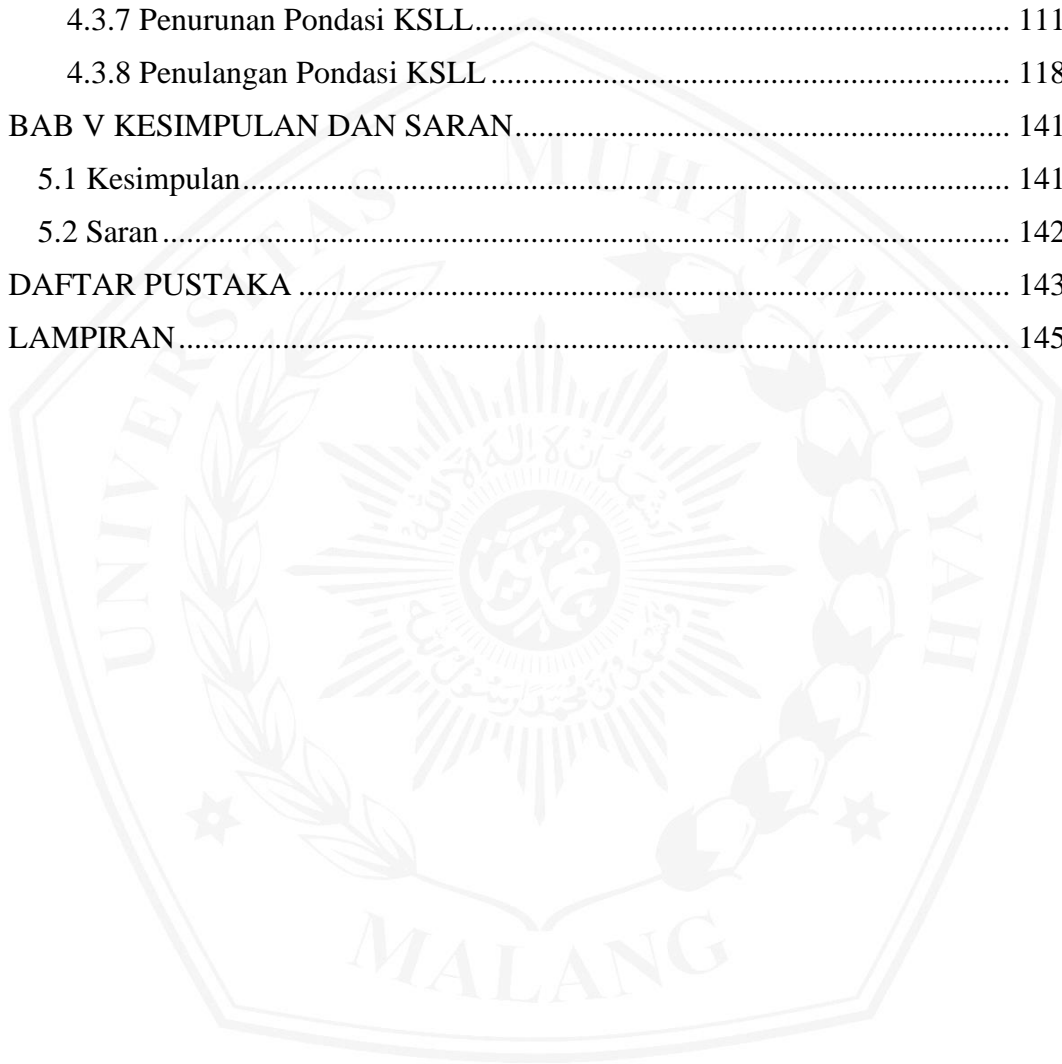 4.3.7 Penurunan Pondasi KSLL.......................................................................... 111
4.3.8 Penulangan Pondasi KSLL ........................................................................ 118
BAB V KESIMPULAN DAN SARAN...................................................................... 141
5.1 Kesimpulan............................................................................................................. 141
5.2 Saran ........................................................................................................................ 142
DAFTAR PUSTAKA .................................................................................................... 143
LAMPIRAN..................................................................................................................... 145
UNIVERSITAS MUHAMMADIYAH
MALANG